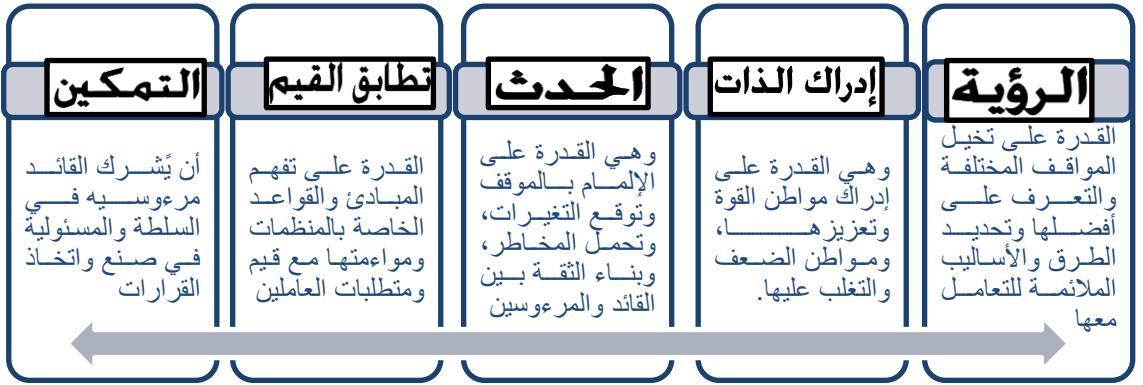 الرؤية
القدرة على تخيل
المواقف المختلفة
والتعرف على
أفضلها وتحديد
الطرق والأساليب
الملائمة للتعامل
معها
إدراك الذات
وهي القدرة على
إدراك مواطن القوة
وتعزيزها،
ومواطن الضعف
والتغلب عليها.
الحدث
وهي القدرة على
الإلمام بالموقف
وتوقع التغيرات،
وتحمل المخاطر،
وبناء الثقة بين
القائد والمرءوسين
تطابق القيم
القدرة على تفهم
المبادئ والقواعد
الخاصة بالمنظمات
ومواءمتها مع قيم
ومتطلبات العاملين
التمكين
أن يًشرك القائد
مرءوسيه في
السلطة والمسئولية
في صنع واتخاذ
القرارات